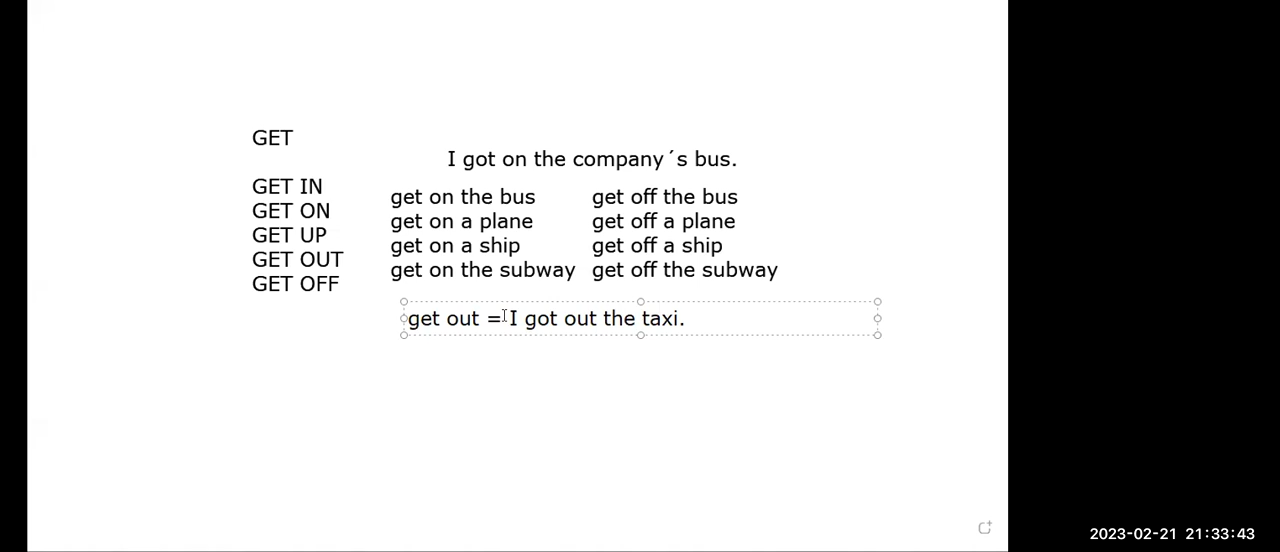 GET
I got on the company´s bus.
GET IN
GET ON
GET UP
GET OUT
GET OFF
get on the bus
get on a plane
get on a ship
get on the subway
get off the bus
get off a plane
get off a ship
get off the subway
get out = I got out the taxi.
2023-02-21 21:33:43